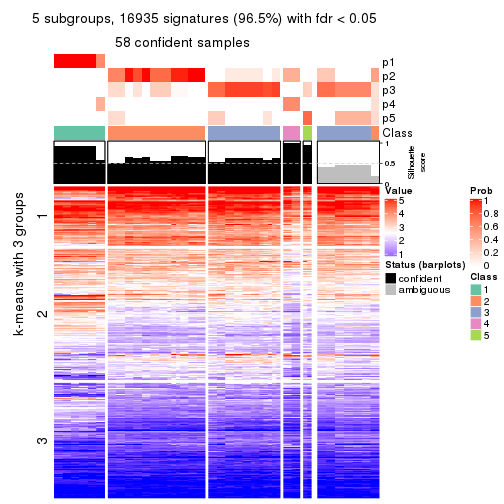 5 subgroups, 16935 signatures (96.5%) with fdr < 0.05
58 confident samples
p1
p2
p3
p4
p5
Class
1
0.5
0
Silhouette
score
k-means with 3 groups
1
2
3
Value
5
4
3
2
1
Status (barplots)
confident
ambiguous
Prob
1
0.8
0.6
0.4
0.2
0
Class
1
2
3
4
5